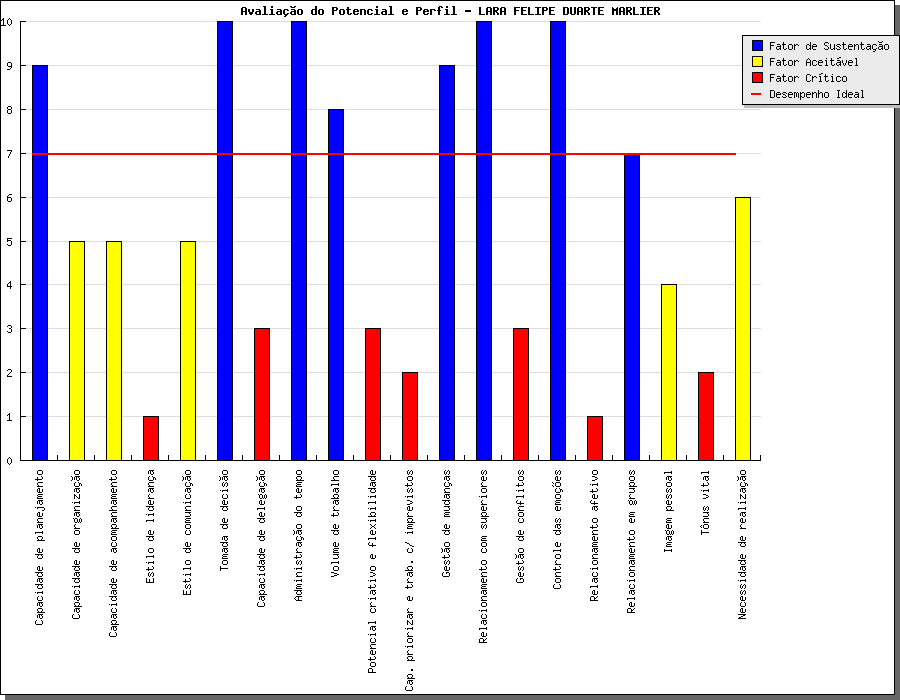 Avaliação do Potencial e Perfil - LARA FELIPE DUARTE MARLIER
Fator de Sustentação
Fator Aceitável
Fator Crítico
Desempenho Ideal
10
9
8
7
6
5
4
3
2
1
0
Capacidade de planejamento
Capacidade de organização
Capacidade de acompanhamento
Estilo de liderança
Estilo de comunicação
Tomada de decisão
Capacidade de delegação
Administração do tempo
Volume de trabalho
Potencial criativo e flexibilidade
Cap. priorizar e trab. c/ imprevistos
Gestão de mudanças
Relacionamento com superiores
Gestão de conflitos
Controle das emoções
Relacionamento afetivo
Relacionamento em grupos
Imagem pessoal
Tônus vital
Necessidade de realização